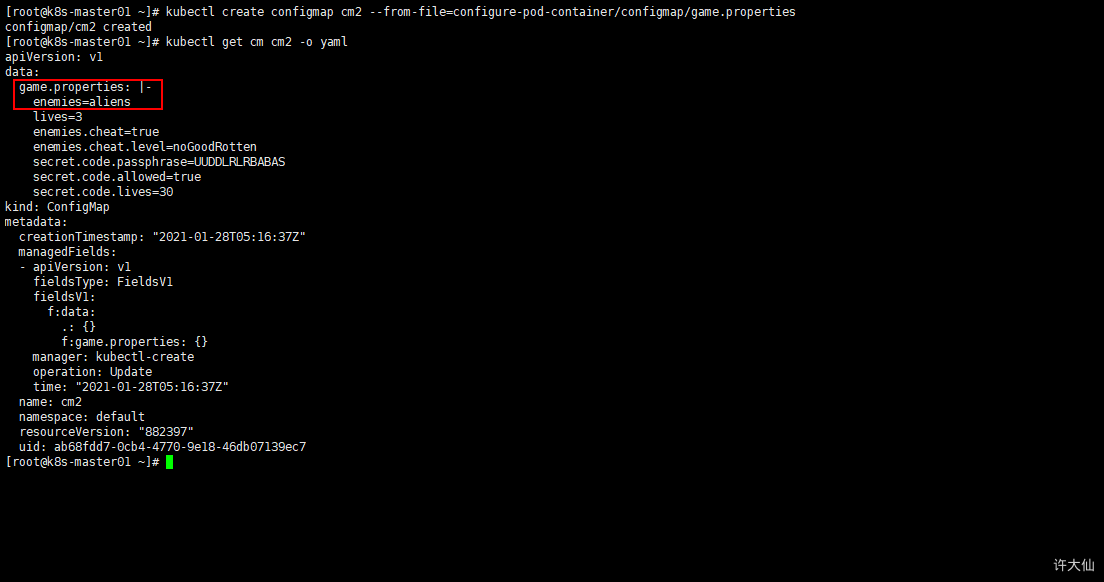 [root@k8s-master01 ~]# kubectl create configmap cm2 --from-file=configure-pod-container/configmap/game.properties
configmap/cm2 created
[root@k8s-master01 ~]# kubectl get cm cm2 -o yaml
apiVersion: v1
data:
  game.properties: |-
    enemies=aliens
    lives=3
    enemies.cheat=true
    enemies.cheat.level=noGoodRotten
    secret.code.passphrase=UUDDLRLRBABAS
    secret.code.allowed=true
    secret.code.lives=30
kind: ConfigMap
metadata:
  creationTimestamp: "2021-01-28T05:16:37Z"
  managedFields:
  - apiVersion: v1
    fieldsType: FieldsV1
    fieldsV1:
      f:data:
        .: {}
        f:game.properties: {}
    manager: kubectl-create
    operation: Update
    time: "2021-01-28T05:16:37Z"
  name: cm2
  namespace: default
  resourceVersion: "882397"
  uid: ab68fdd7-0cb4-4770-9e18-46db07139ec7
[root@k8s-master01 ~]#
许大仙